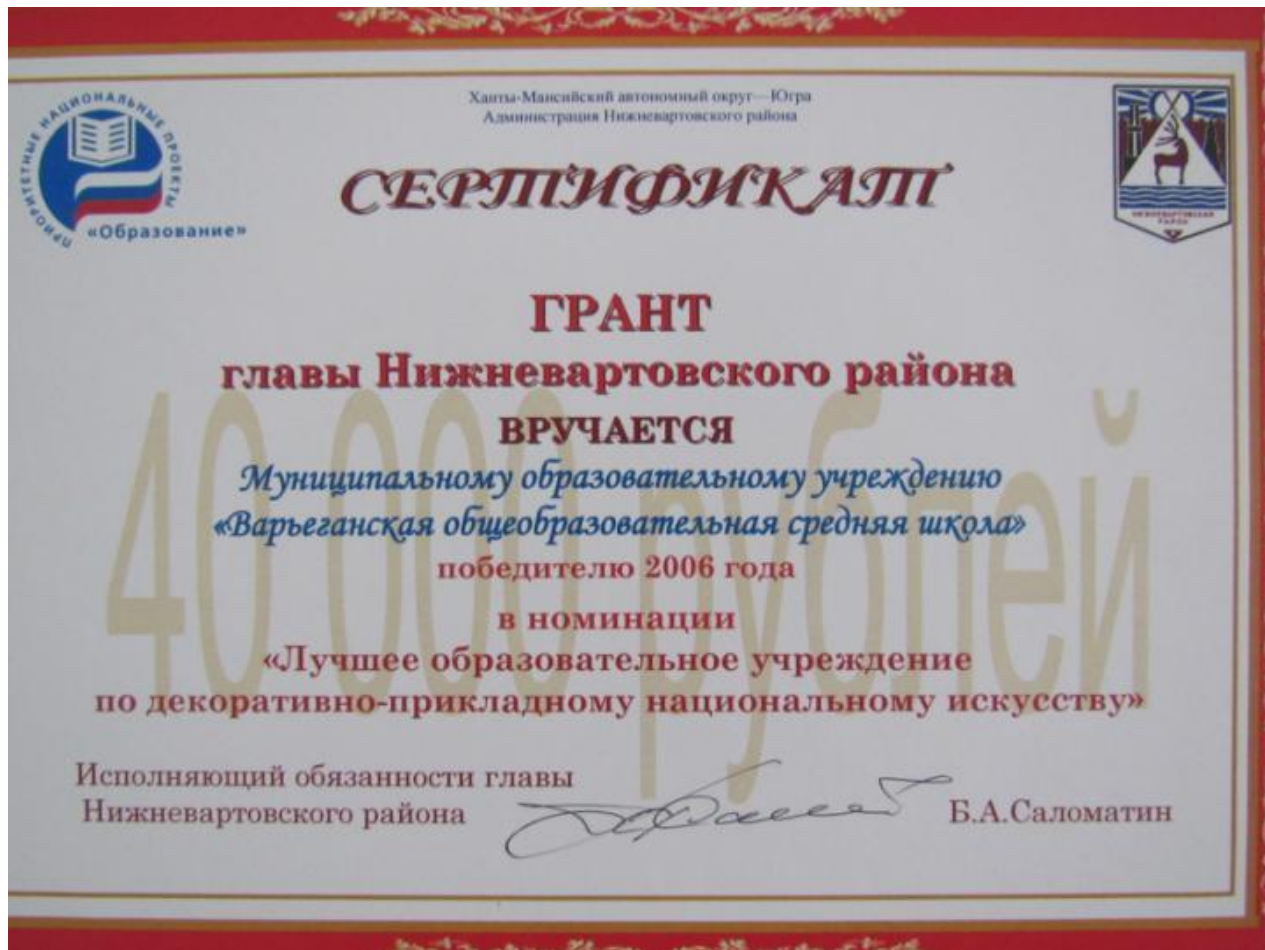 ПРИОРИТЕТНЫЕ НАЦИОНАЛЬНЫЕ ПРОЕКТЫ
«Образование»
Ханты-Мансийский автономный округ—Югра
Администрация Нижневартовского района
НИЖНЕВАРТОВСКИЙ
РАЙОН
СЕРТИФИКАТ
ГРАНТ
главы Нижневартовского района
ВРУЧАЕТСЯ
40 000 рублей
Муниципальному образовательному учреждению
«Варьеганская общеобразовательная средняя школа»
победителю 2006 года
в номинации
«Лучшее образовательное учреждение
по декоративно-прикладному национальному искусству»
Исполняющий обязанности главы
Нижневартовского района
Б.А.Саломатин